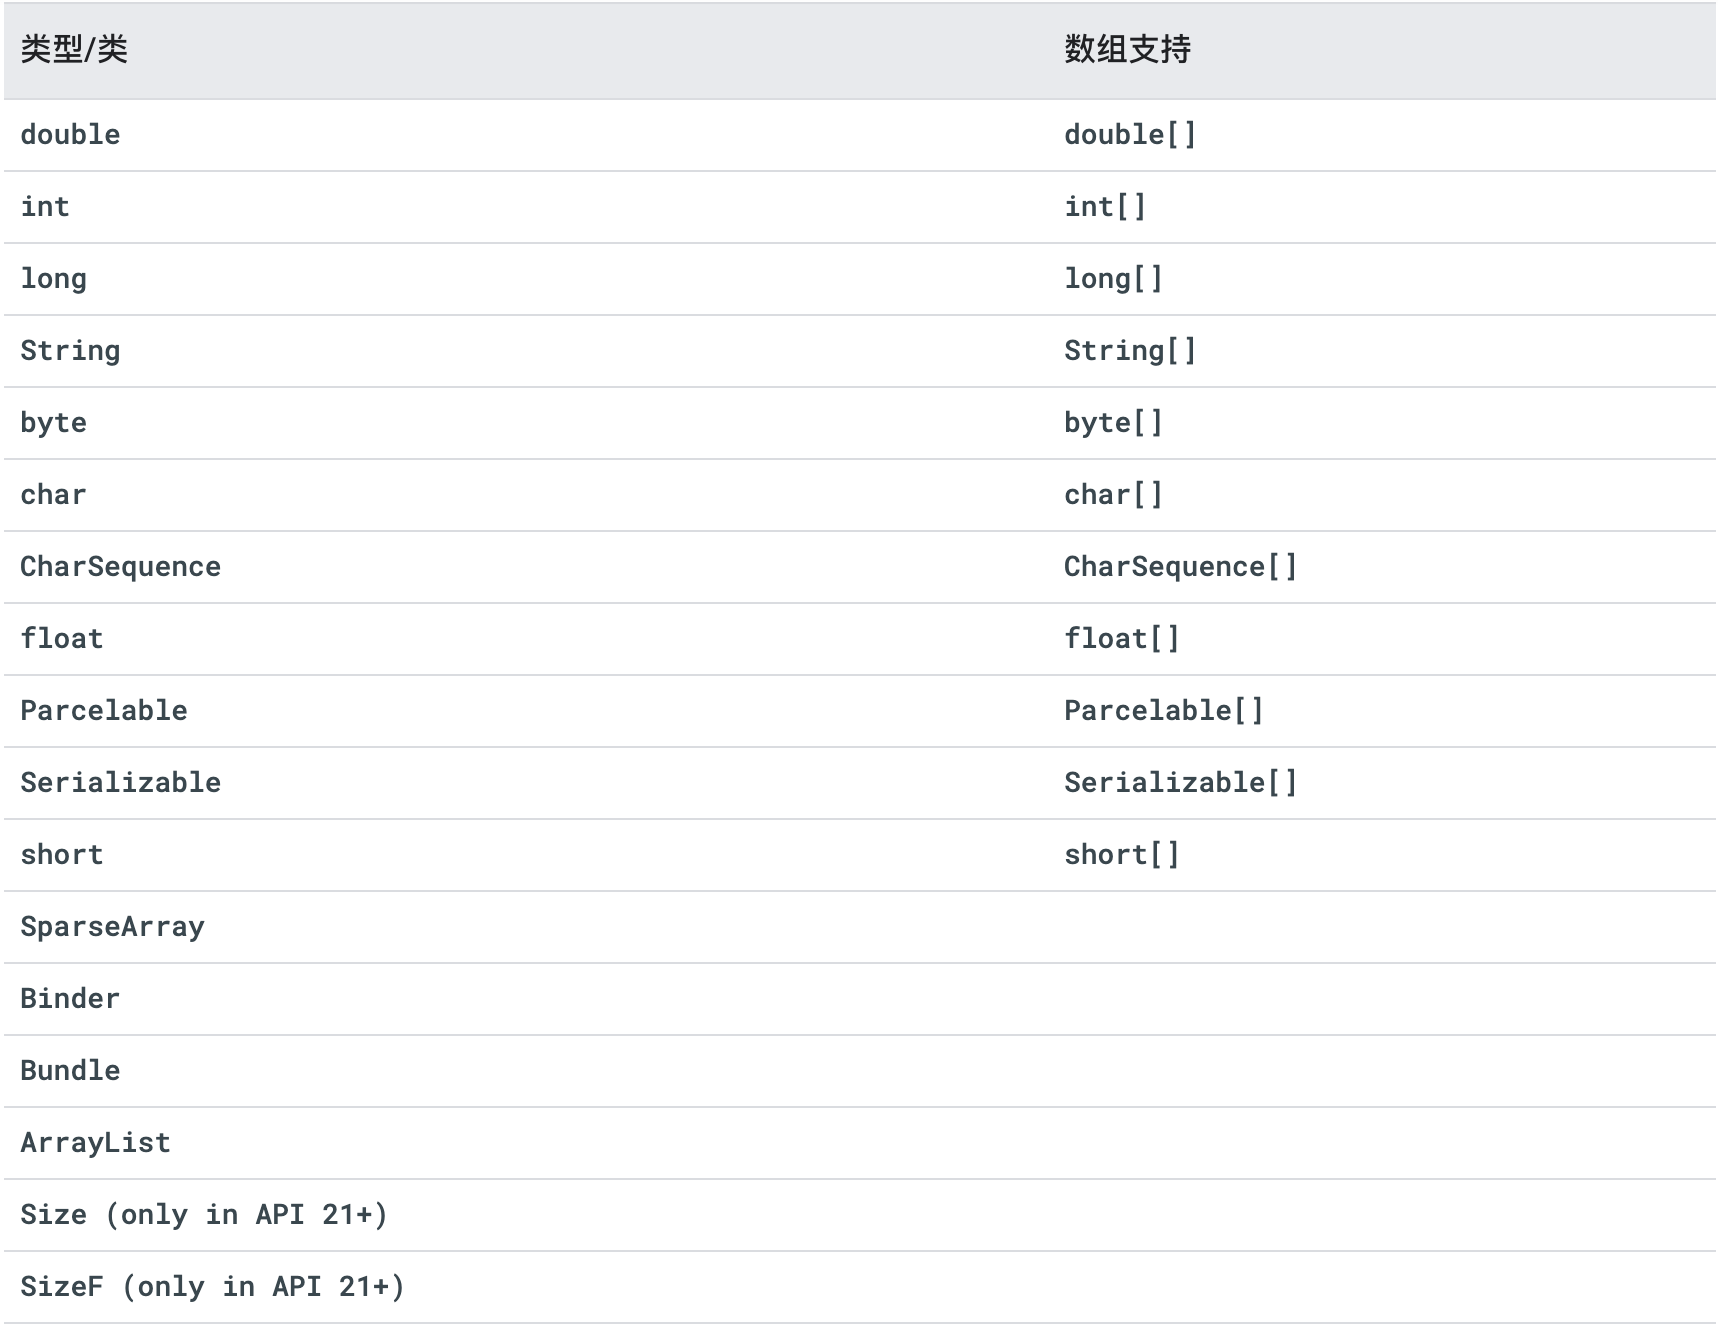 类型/类 数组支持
double double[]
int int[]
long long[]
String String[]
byte byte[]
char char[]
CharSequence CharSequence[]
float float[]
Parcelable Parcelable[]
Serializable Serializable[]
short short[]
SparseArray
Binder
Bundle
ArrayList
Size (only in API 21+)
SizeF (only in API 21+)